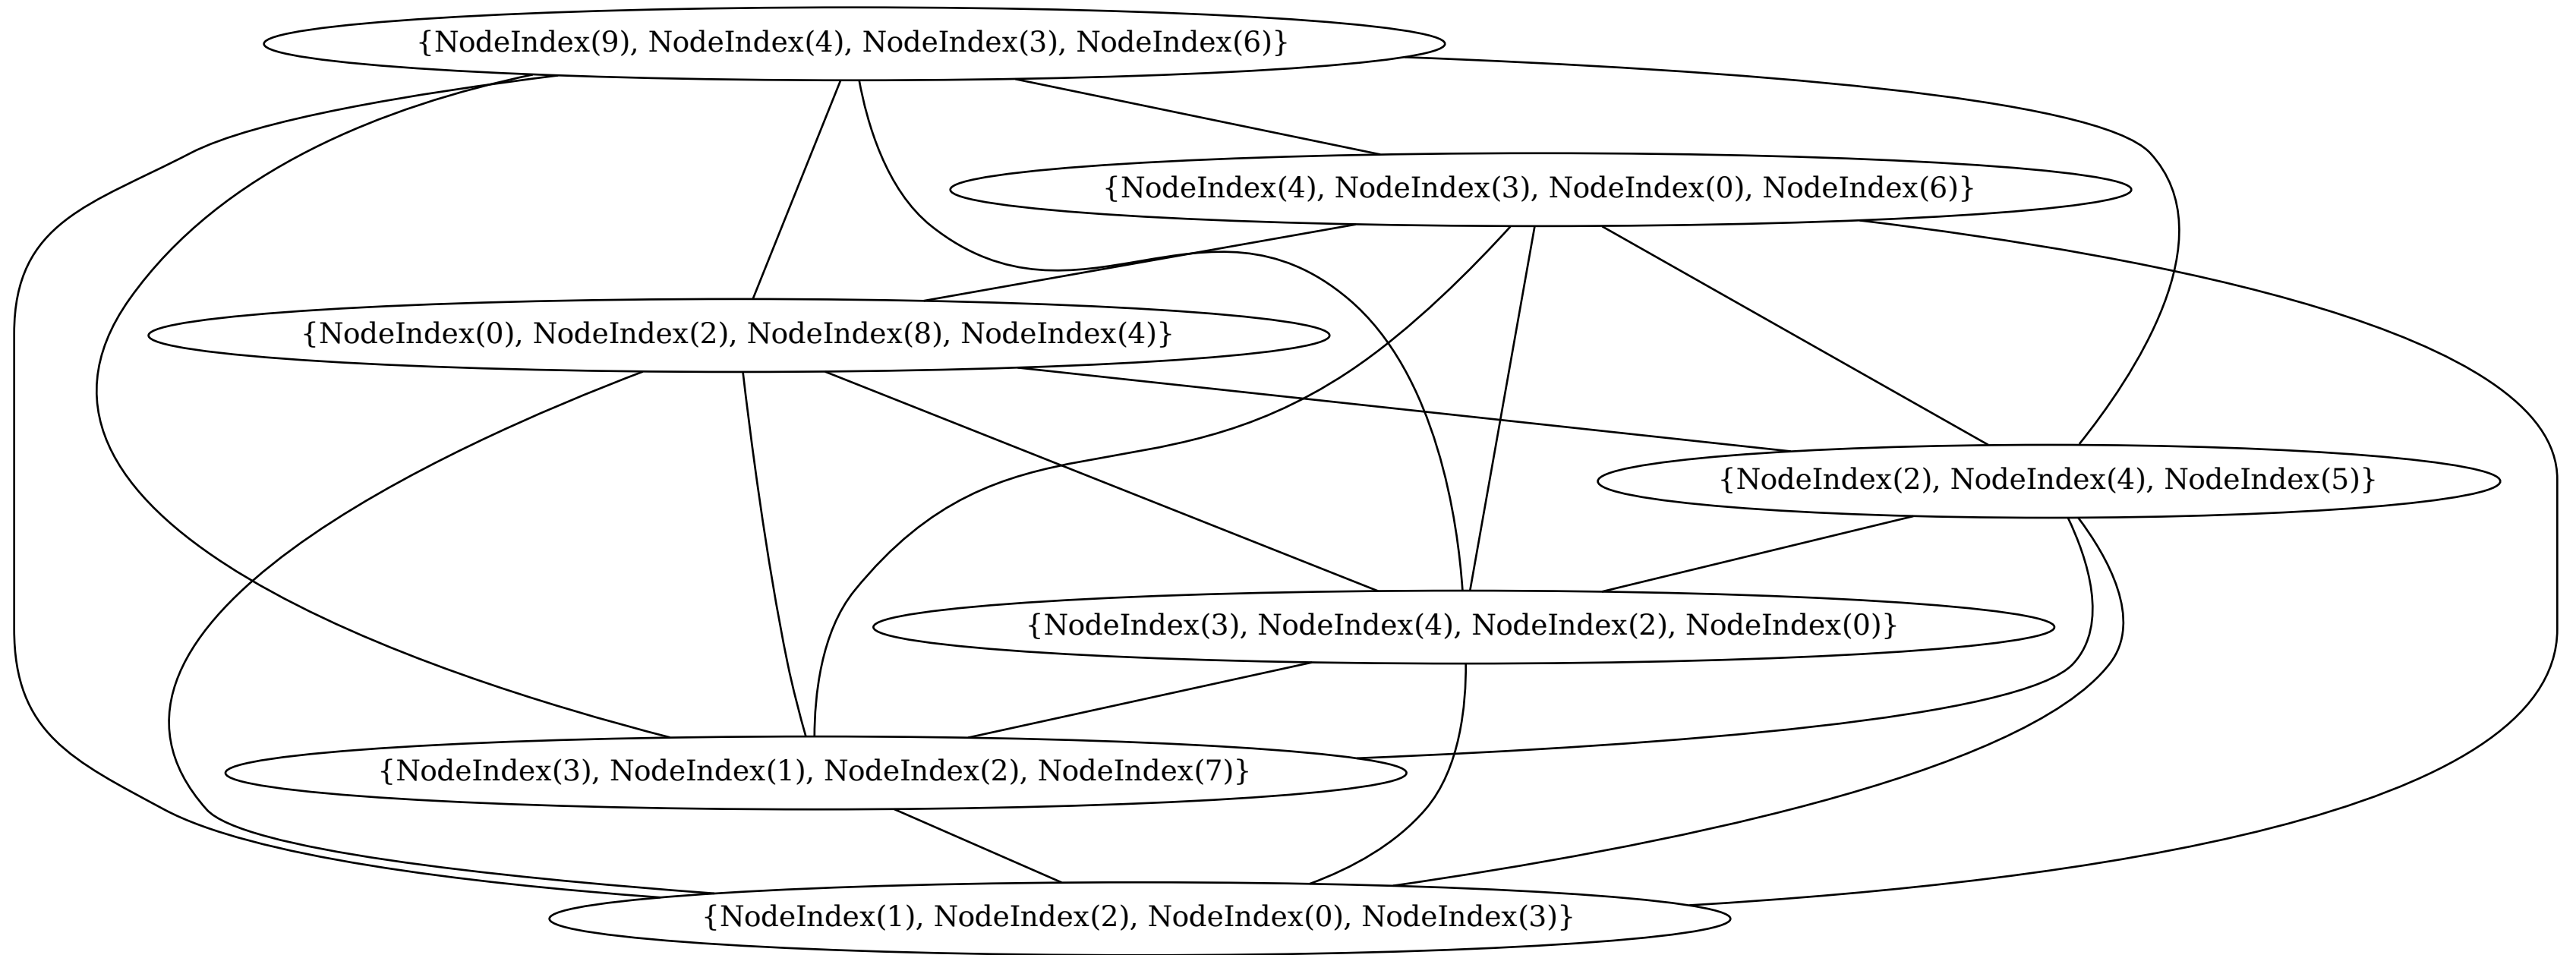 {NodeIndex(9), NodeIndex(4), NodeIndex(3), NodeIndex(6)}
{NodeIndex(4), NodeIndex(3), NodeIndex(0), NodeIndex(6)}
{NodeIndex(0), NodeIndex(2), NodeIndex(8), NodeIndex(4)}
{NodeIndex(2), NodeIndex(4), NodeIndex(5)}
{NodeIndex(3), NodeIndex(4), NodeIndex(2), NodeIndex(0)}
{NodeIndex(3), NodeIndex(1), NodeIndex(2), NodeIndex(7)}
{NodeIndex(1), NodeIndex(2), NodeIndex(0), NodeIndex(3)}